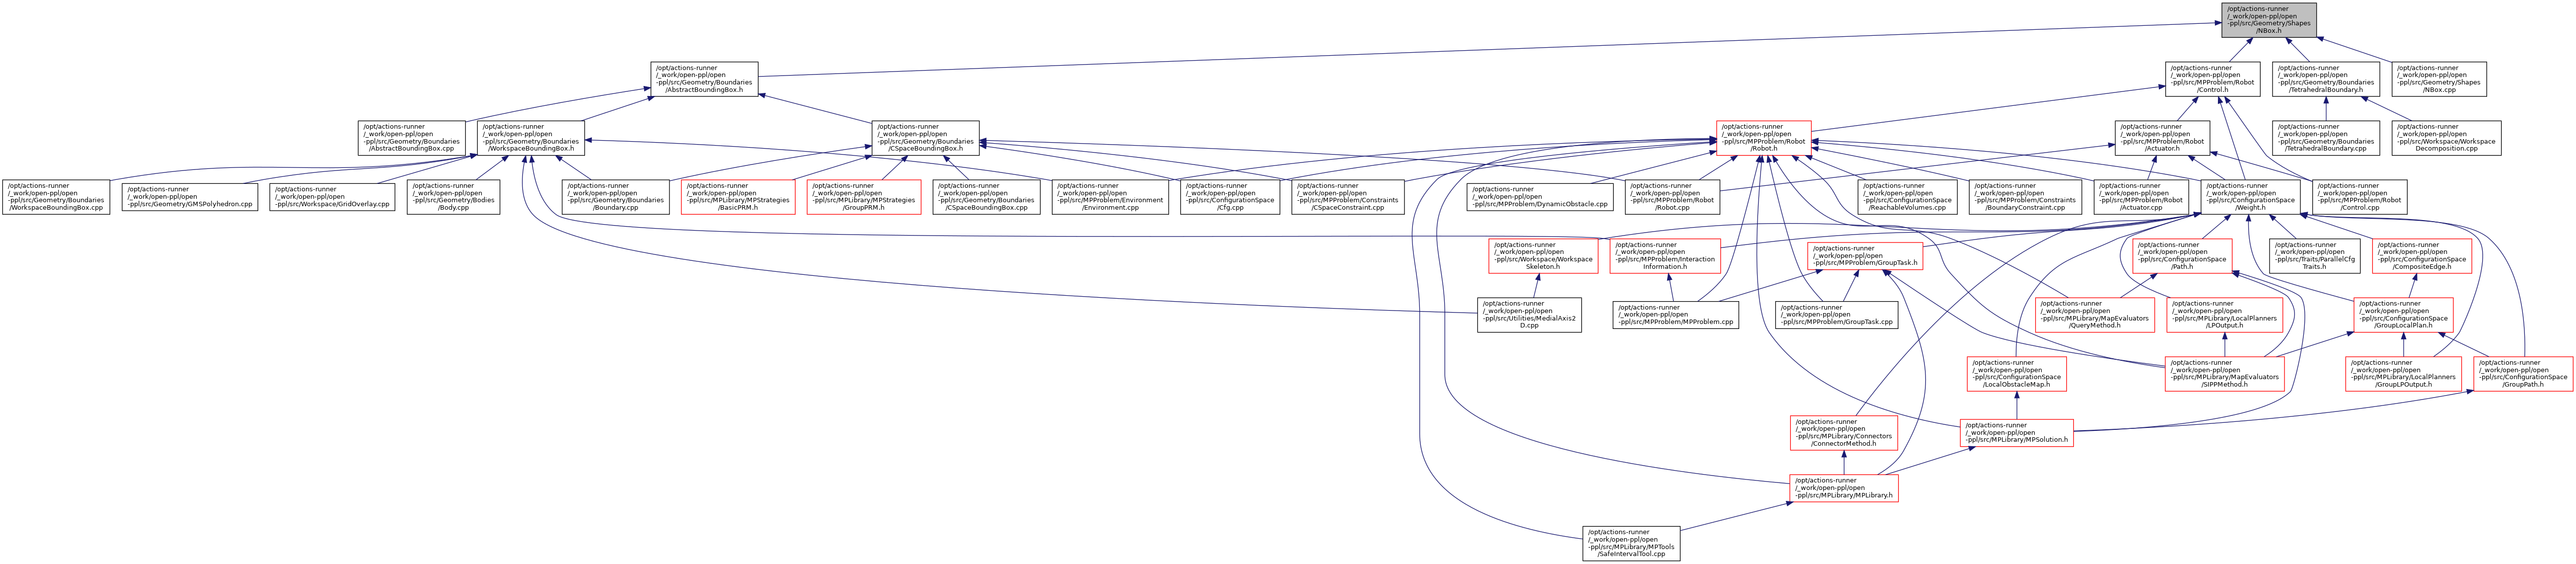 /opt/actions-runner
/_work/open-ppl/open
-ppl/src/Geometry/Shapes
/NBox.h
/opt/actions-runner
/_work/open-ppl/open
-ppl/src/Geometry/Boundaries
/AbstractBoundingBox.h
/opt/actions-runner
/_work/open-ppl/open
-ppl/src/MPProblem/Robot
/Control.h
/opt/actions-runner
/_work/open-ppl/open
-ppl/src/Geometry/Boundaries
/TetrahedralBoundary.h
/opt/actions-runner
/_work/open-ppl/open
-ppl/src/Geometry/Shapes
/NBox.cpp
/opt/actions-runner
/_work/open-ppl/open
-ppl/src/Geometry/Boundaries
/AbstractBoundingBox.cpp
/opt/actions-runner
/_work/open-ppl/open
-ppl/src/Geometry/Boundaries
/WorkspaceBoundingBox.h
/opt/actions-runner
/_work/open-ppl/open
-ppl/src/Geometry/Boundaries
/CSpaceBoundingBox.h
/opt/actions-runner
/_work/open-ppl/open
-ppl/src/MPProblem/Robot
/Robot.h
/opt/actions-runner
/_work/open-ppl/open
-ppl/src/MPProblem/Robot
/Actuator.h
/opt/actions-runner
/_work/open-ppl/open
-ppl/src/Geometry/Boundaries
/TetrahedralBoundary.cpp
/opt/actions-runner
/_work/open-ppl/open
-ppl/src/Workspace/Workspace
Decomposition.cpp
/opt/actions-runner
/_work/open-ppl/open
-ppl/src/Geometry/Boundaries
/WorkspaceBoundingBox.cpp
/opt/actions-runner
/_work/open-ppl/open
-ppl/src/Geometry/GMSPolyhedron.cpp
/opt/actions-runner
/_work/open-ppl/open
-ppl/src/Workspace/GridOverlay.cpp
/opt/actions-runner
/_work/open-ppl/open
-ppl/src/Geometry/Bodies
/Body.cpp
/opt/actions-runner
/_work/open-ppl/open
-ppl/src/Geometry/Boundaries
/Boundary.cpp
/opt/actions-runner
/_work/open-ppl/open
-ppl/src/MPLibrary/MPStrategies
/BasicPRM.h
/opt/actions-runner
/_work/open-ppl/open
-ppl/src/MPLibrary/MPStrategies
/GroupPRM.h
/opt/actions-runner
/_work/open-ppl/open
-ppl/src/Geometry/Boundaries
/CSpaceBoundingBox.cpp
/opt/actions-runner
/_work/open-ppl/open
-ppl/src/MPProblem/Environment
/Environment.cpp
/opt/actions-runner
/_work/open-ppl/open
-ppl/src/ConfigurationSpace
/Cfg.cpp
/opt/actions-runner
/_work/open-ppl/open
-ppl/src/MPProblem/Constraints
/CSpaceConstraint.cpp
/opt/actions-runner
/_work/open-ppl/open
-ppl/src/MPProblem/DynamicObstacle.cpp
/opt/actions-runner
/_work/open-ppl/open
-ppl/src/MPProblem/Robot
/Robot.cpp
/opt/actions-runner
/_work/open-ppl/open
-ppl/src/ConfigurationSpace
/ReachableVolumes.cpp
/opt/actions-runner
/_work/open-ppl/open
-ppl/src/MPProblem/Constraints
/BoundaryConstraint.cpp
/opt/actions-runner
/_work/open-ppl/open
-ppl/src/MPProblem/Robot
/Actuator.cpp
/opt/actions-runner
/_work/open-ppl/open
-ppl/src/ConfigurationSpace
/Weight.h
/opt/actions-runner
/_work/open-ppl/open
-ppl/src/MPProblem/Robot
/Control.cpp
/opt/actions-runner
/_work/open-ppl/open
-ppl/src/Workspace/Workspace
Skeleton.h
/opt/actions-runner
/_work/open-ppl/open
-ppl/src/MPProblem/Interaction
Information.h
/opt/actions-runner
/_work/open-ppl/open
-ppl/src/MPProblem/GroupTask.h
/opt/actions-runner
/_work/open-ppl/open
-ppl/src/ConfigurationSpace
/Path.h
/opt/actions-runner
/_work/open-ppl/open
-ppl/src/Traits/ParallelCfg
Traits.h
/opt/actions-runner
/_work/open-ppl/open
-ppl/src/ConfigurationSpace
/CompositeEdge.h
/opt/actions-runner
/_work/open-ppl/open
-ppl/src/Utilities/MedialAxis2
D.cpp
/opt/actions-runner
/_work/open-ppl/open
-ppl/src/MPProblem/MPProblem.cpp
/opt/actions-runner
/_work/open-ppl/open
-ppl/src/MPProblem/GroupTask.cpp
/opt/actions-runner
/_work/open-ppl/open
-ppl/src/MPLibrary/MapEvaluators
/QueryMethod.h
/opt/actions-runner
/_work/open-ppl/open
-ppl/src/MPLibrary/LocalPlanners
/LPOutput.h
/opt/actions-runner
/_work/open-ppl/open
-ppl/src/ConfigurationSpace
/GroupLocalPlan.h
/opt/actions-runner
/_work/open-ppl/open
-ppl/src/ConfigurationSpace
/LocalObstacleMap.h
/opt/actions-runner
/_work/open-ppl/open
-ppl/src/MPLibrary/MapEvaluators
/SIPPMethod.h
/opt/actions-runner
/_work/open-ppl/open
-ppl/src/MPLibrary/LocalPlanners
/GroupLPOutput.h
/opt/actions-runner
/_work/open-ppl/open
-ppl/src/ConfigurationSpace
/GroupPath.h
/opt/actions-runner
/_work/open-ppl/open
-ppl/src/MPLibrary/Connectors
/ConnectorMethod.h
/opt/actions-runner
/_work/open-ppl/open
-ppl/src/MPLibrary/MPSolution.h
/opt/actions-runner
/_work/open-ppl/open
-ppl/src/MPLibrary/MPLibrary.h
/opt/actions-runner
/_work/open-ppl/open
-ppl/src/MPLibrary/MPTools
/SafeIntervalTool.cpp